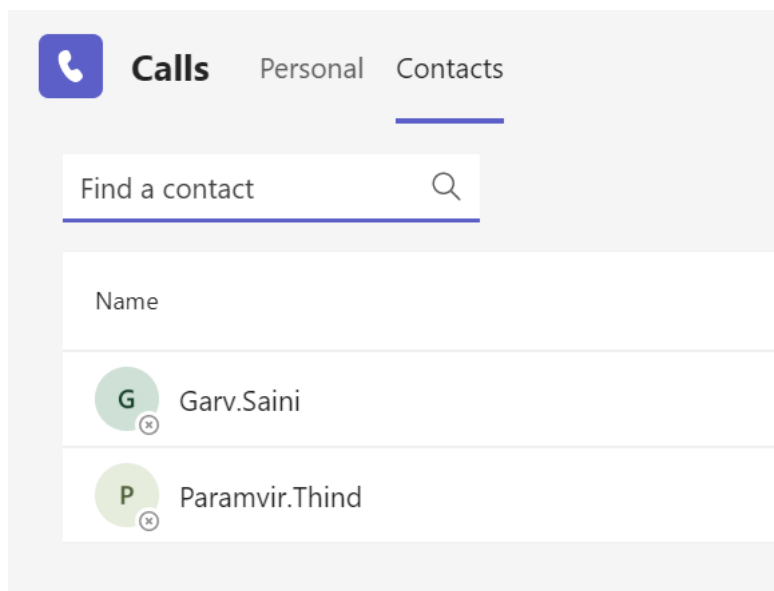 Calls Personal Contacts
Find a contact
Name
G Garv.Saini
P Paramvir.Thind